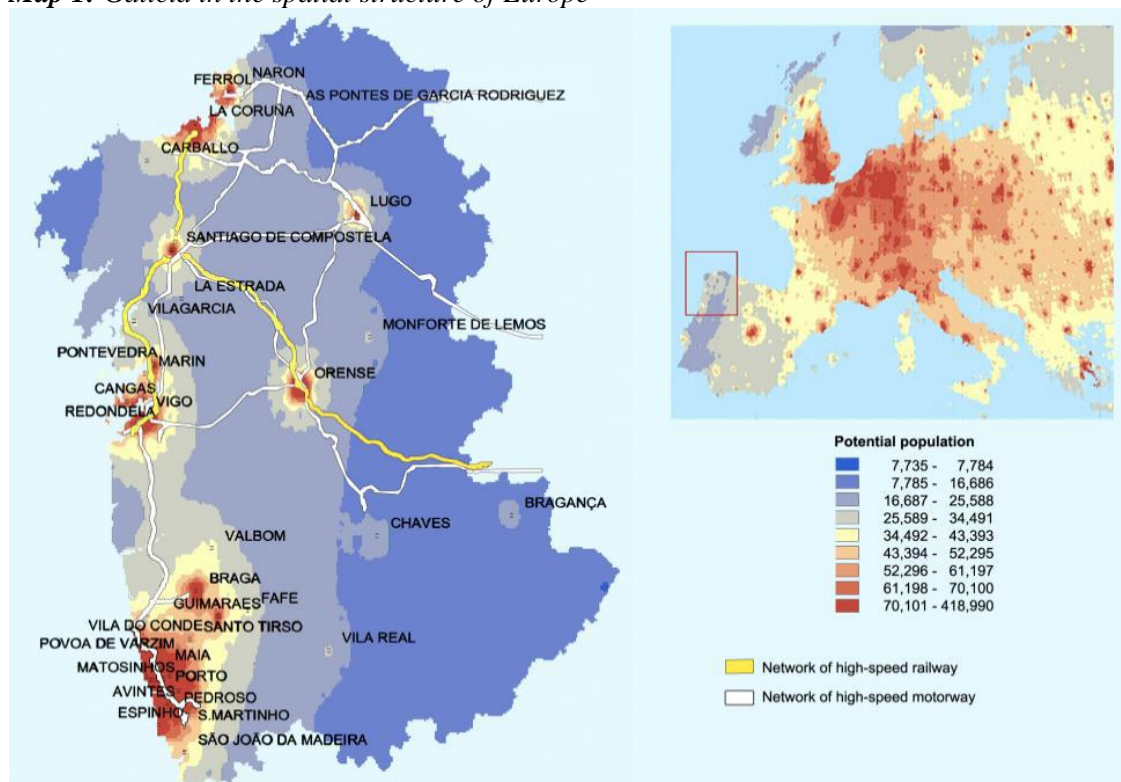 Map 1. Galicia in the spatial structure of Europe
FERROL
NARON
AS PONTES DE GARCIA RODRIGUEZ
LA CORUÑA
CARBALLO
LUGO
SANTIAGO DE COMPOSTELA
LA ESTRADA
VILAGARCIA
MONFORTE DE LEMOS
PONTEVEDRA
MARIN
ORENSE
CANGAS
VIGO
REDONDELA
BRAGANÇA
CHAVES
VALBOM
BRAGA
GUIMARAES
FAFE
VILA DO CONDE
SANTO TIRSO
POVOA DE VARZIM
VILA REAL
MAIA
MATOSINHOS
PORTO
AVINTES
PEDROSO
ESPINHO
S.MARTINHO
SÃO JOÃO DA MADEIRA
Potential population
7,735 - 7,784
7,785 - 16,686
16,687 - 25,588
25,589 - 34,491
34,492 - 43,393
43,394 - 52,295
52,296 - 61,197
61,198 - 70,100
70,101 - 418,990
Network of high-speed railway
Network of high-speed motorway